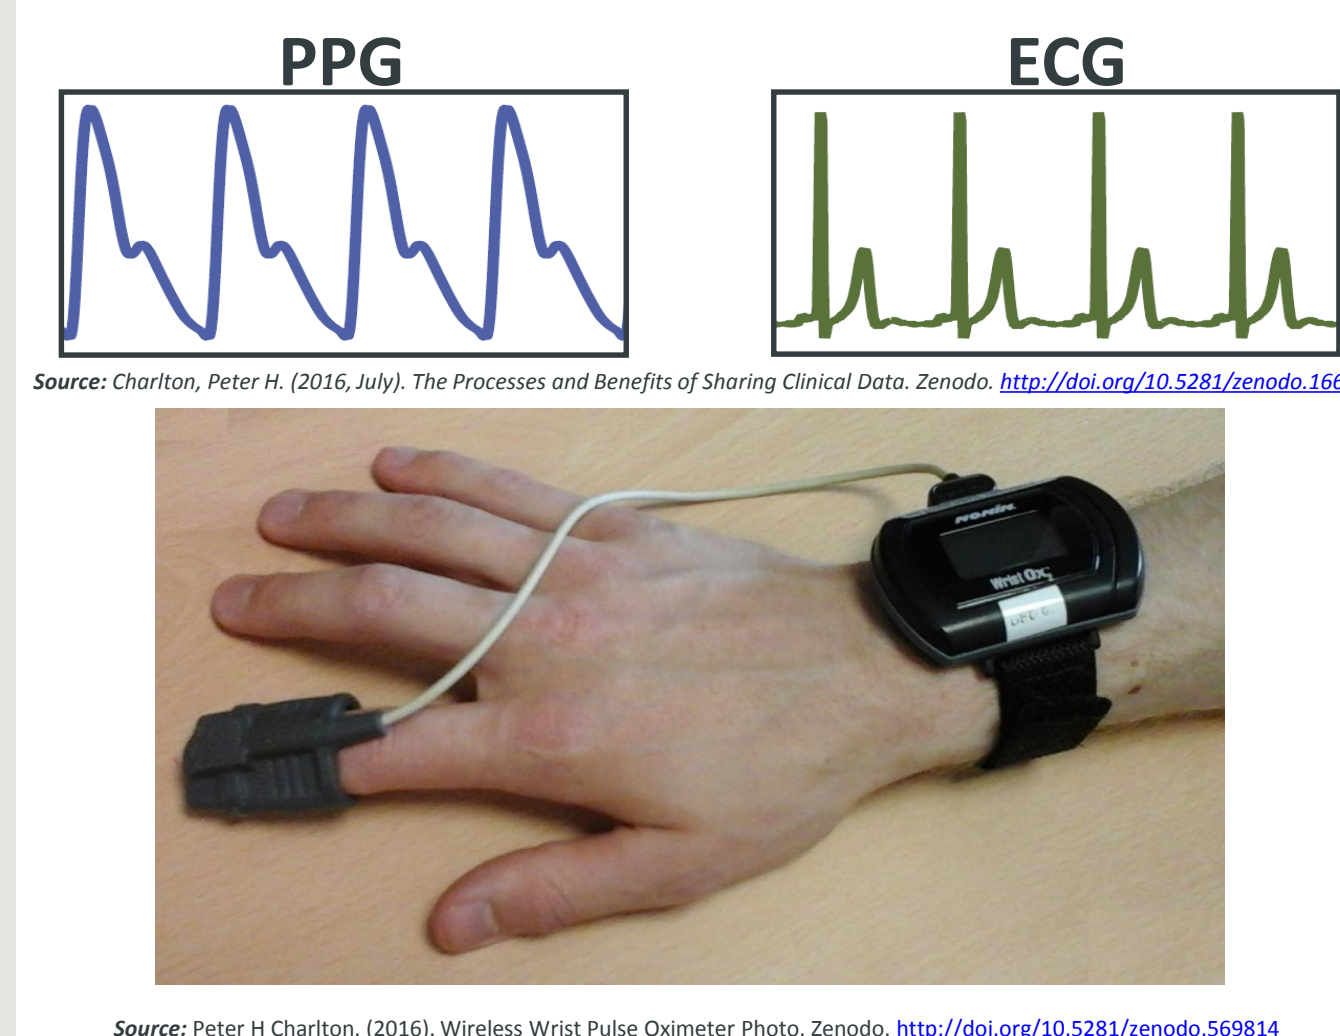 PPG
ECG
Source: Charlton, Peter H. (2016, July). The Processes and Benefits of Sharing Clinical Data. Zenodo. http://doi.org/10.5281/zenodo.166
NONIN
Wrist Ox2
Source: Peter H Charlton. (2016). Wireless Wrist Pulse Oximeter Photo. Zenodo. http://doi.org/10.5281/zenodo.569814